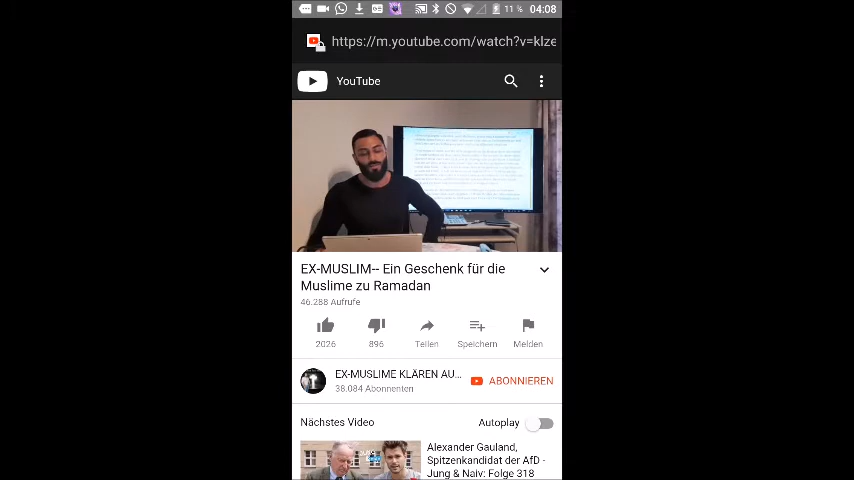 11 % 04:08
https://m.youtube.com/watch?v=klze
YouTube
EX-MUSLIM-- Ein Geschenk für die
Muslime zu Ramadan
46.288 Aufrufe
2026 896 Teilen Speichern Melden
EX-MUSLIME KLÄREN AU...
38.084 Abonnenten
ABONNIEREN
Nächstes Video Autoplay
Alexander Gauland,
Spitzenkandidat der AfD -
Jung & Naiv: Folge 318